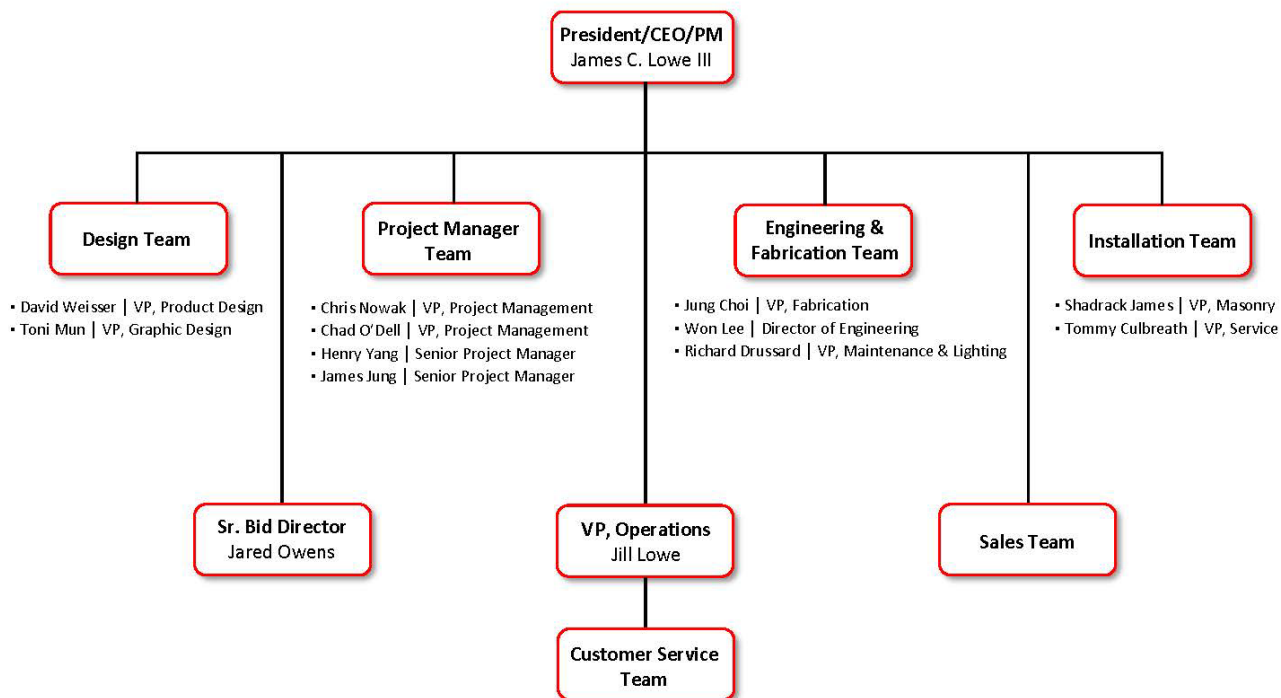 President/CEO/PM
James C. Lowe III
Design Team
Project Manager
Team
Engineering &
Fabrication Team
Installation Team
▪ David Weisser | VP, Product Design
▪ Toni Mun | VP, Graphic Design
▪ Chris Nowak | VP, Project Management
▪ Chad O’Dell | VP, Project Management
▪ Henry Yang | Senior Project Manager
▪ James Jung | Senior Project Manager
▪ Jung Choi | VP, Fabrication
▪ Won Lee | Director of Engineering
▪ Richard Drussard | VP, Maintenance & Lighting
▪ Shadrack James | VP, Masonry
▪ Tommy Culbreath | VP, Service
Sr. Bid Director
Jared Owens
VP, Operations
Jill Lowe
Sales Team
Customer Service
Team